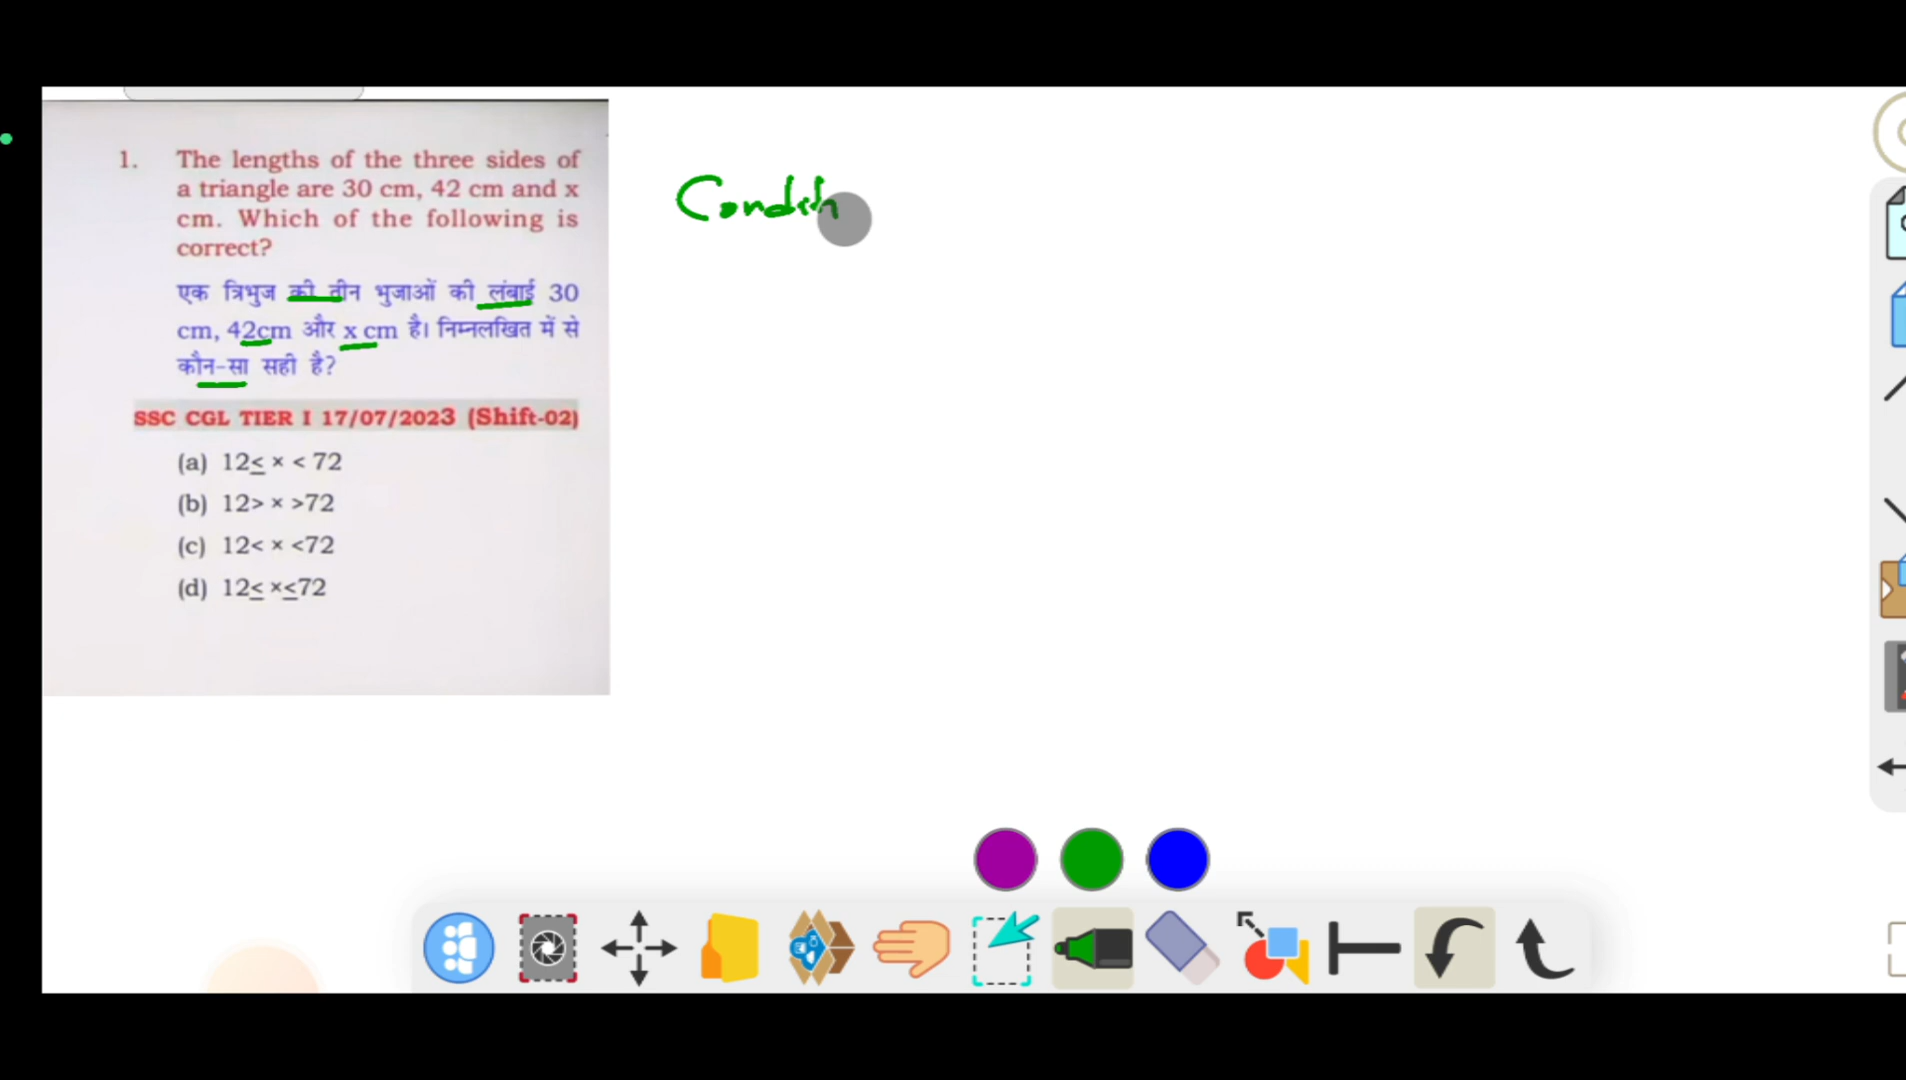 1. The lengths of the three sides of
a triangle are 30 cm, 42 cm and x
cm. Which of the following is
correct?
एक त्रिभुज की तीन भुजाओं की लंबाई 30
cm, 42cm और x cm है। निम्नलखित में से
कौन-सा सही है?
SSC CGL TIER I 17/07/2023 (Shift-02)
(a) 12≤ × < 72
(b) 12> × >72
(c) 12< × <72
(d) 12≤ ×≤72